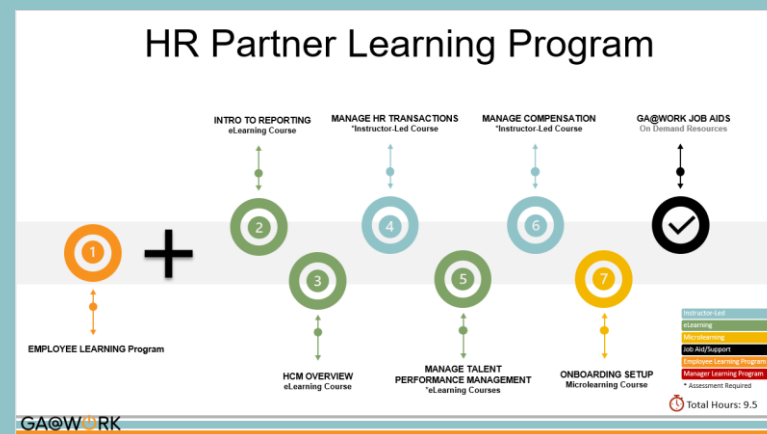 HR Partner Learning Program
INTRO TO REPORTING
eLearning Course
MANAGE HR TRANSACTIONS
*Instructor-Led Course
MANAGE COMPENSATION
*Instructor-Led Course
GA@WORK JOB AIDS
On Demand Resources
1
2
3
4
5
6
7
EMPLOYEE LEARNING Program
HCM OVERVIEW
eLearning Course
MANAGE TALENT
PERFORMANCE MANAGEMENT
*eLearning Courses
ONBOARDING SETUP
Microlearning Course
Instructor-Led
eLearning
Microlearning
Job Aid/Support
Employee Learning Program
Manager Learning Program
* Assessment Required
Total Hours: 9.5
GA@WORK